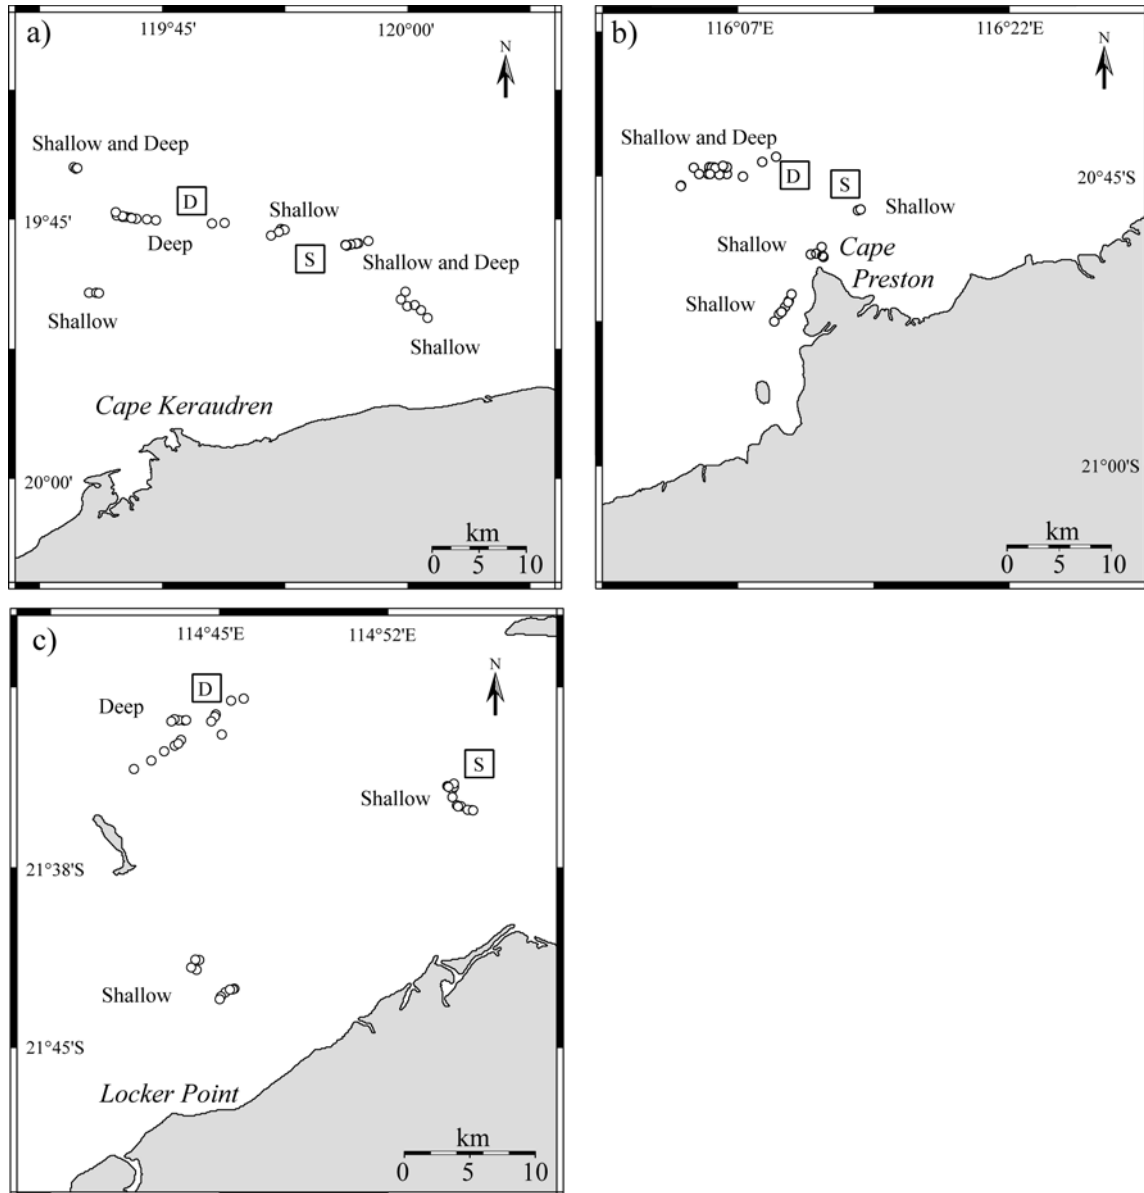 a)
119°45'
120°00'
N
Shallow and Deep
D
19°45'
Deep
Shallow
S
Shallow and Deep
Shallow
Shallow
Cape Keraudren
20°00'
km
0 5 10
b)
116°07'E
116°22'E
N
Shallow and Deep
D
S
20°45'S
Shallow
Shallow
Cape
Preston
Shallow
21°00'S
km
0 5 10
c)
114°45'E
114°52'E
N
D
Deep
S
Shallow
21°38'S
Shallow
21°45'S
Locker Point
km
0 5 10